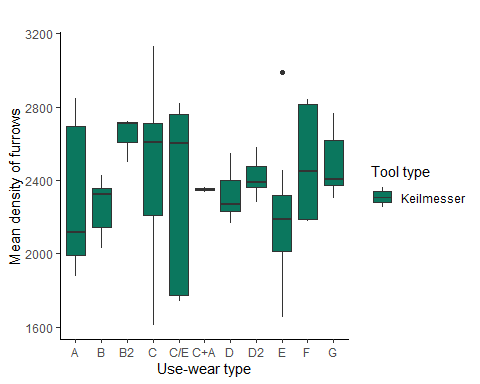 3200
2800
2400
2000
1600
Mean density of furrows
A B B2 C C/E C+A D D2 E F G
Use-wear type
Tool type
Keilmesser